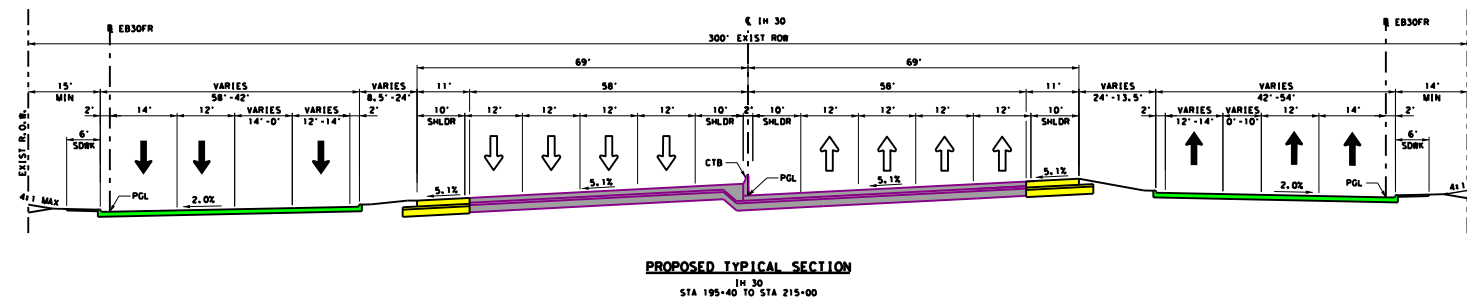 ℄ IH 30
EB30FR
EB30FR
300' EXIST ROW
69' 69'
15' MIN
VARIES 58'-42'
VARIES 8.5'-24'
11' 58' 58' 11'
VARIES 24'-13.5'
VARIES 42'-54'
14' MIN
2' 14' 12' VARIES 14'-0' VARIES 12'-14' 2'
10' SHLDR 12' 12' 12' 12' 10' SHLDR 2' 10' SHLDR 12' 12' 12' 12' 10' SHLDR
2' VARIES 12'-14' VARIES 0'-10' 12' 14' 2'
EXIST R.O.W.
6' SDWK
6' SDWK
CTB
PGL
PGL
PGL
4:1 MAX
2.0%
5.1%
5.1%
5.1%
5.1%
2.0%
4:1
PROPOSED TYPICAL SECTION
IH 30
STA 195+40 TO STA 215+00